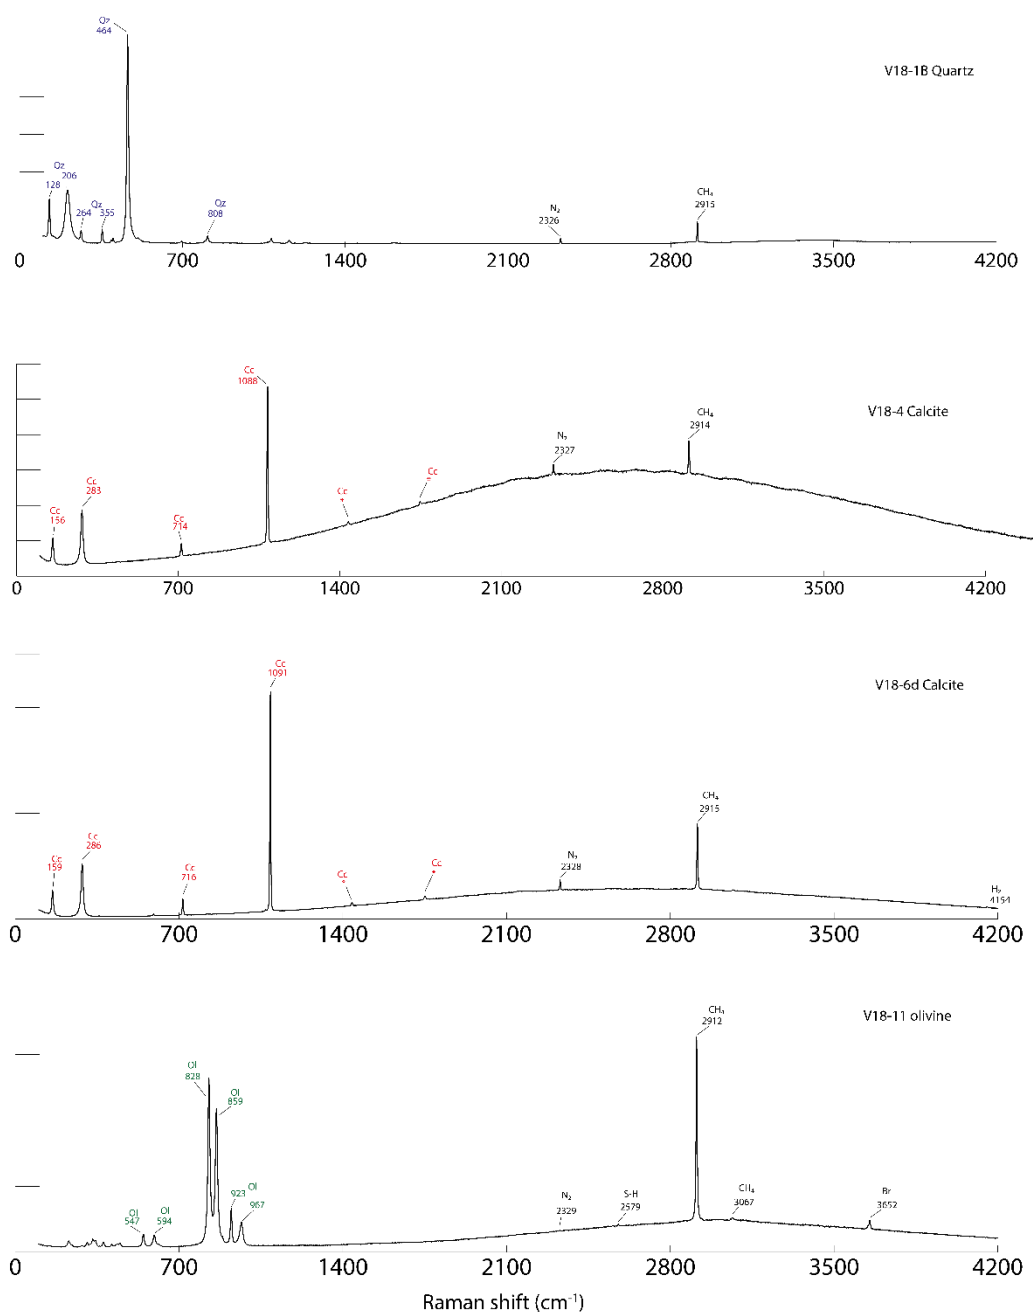 Qz
464
V18-1B Quartz
Qz
206
128
Qz
264
355
Qz
808
N₂
2326
CH₄
2915
0
700
1400
2100
2800
3500
4200
Cc
1088
V18-4 Calcite
CH₄
2914
N₂
2327
Cc
Cc
283
Cc
*
Cc
156
Cc
714
0
700
1400
2100
2800
3500
4200
Cc
1091
V18-6d Calcite
CH₄
2915
Cc
286
Cc
159
Cc
716
Cc
*
Cc
*
N₂
2328
H₂
4154
0
700
1400
2100
2800
3500
4200
CH₄
2912
V18-11 olivine
Ol
828
Ol
859
923
Ol
967
Ol
547
Ol
594
N₂
2329
S-H
2579
CH₄
3067
Br
3652
0
700
1400
2100
2800
3500
4200
Raman shift (cm⁻¹)